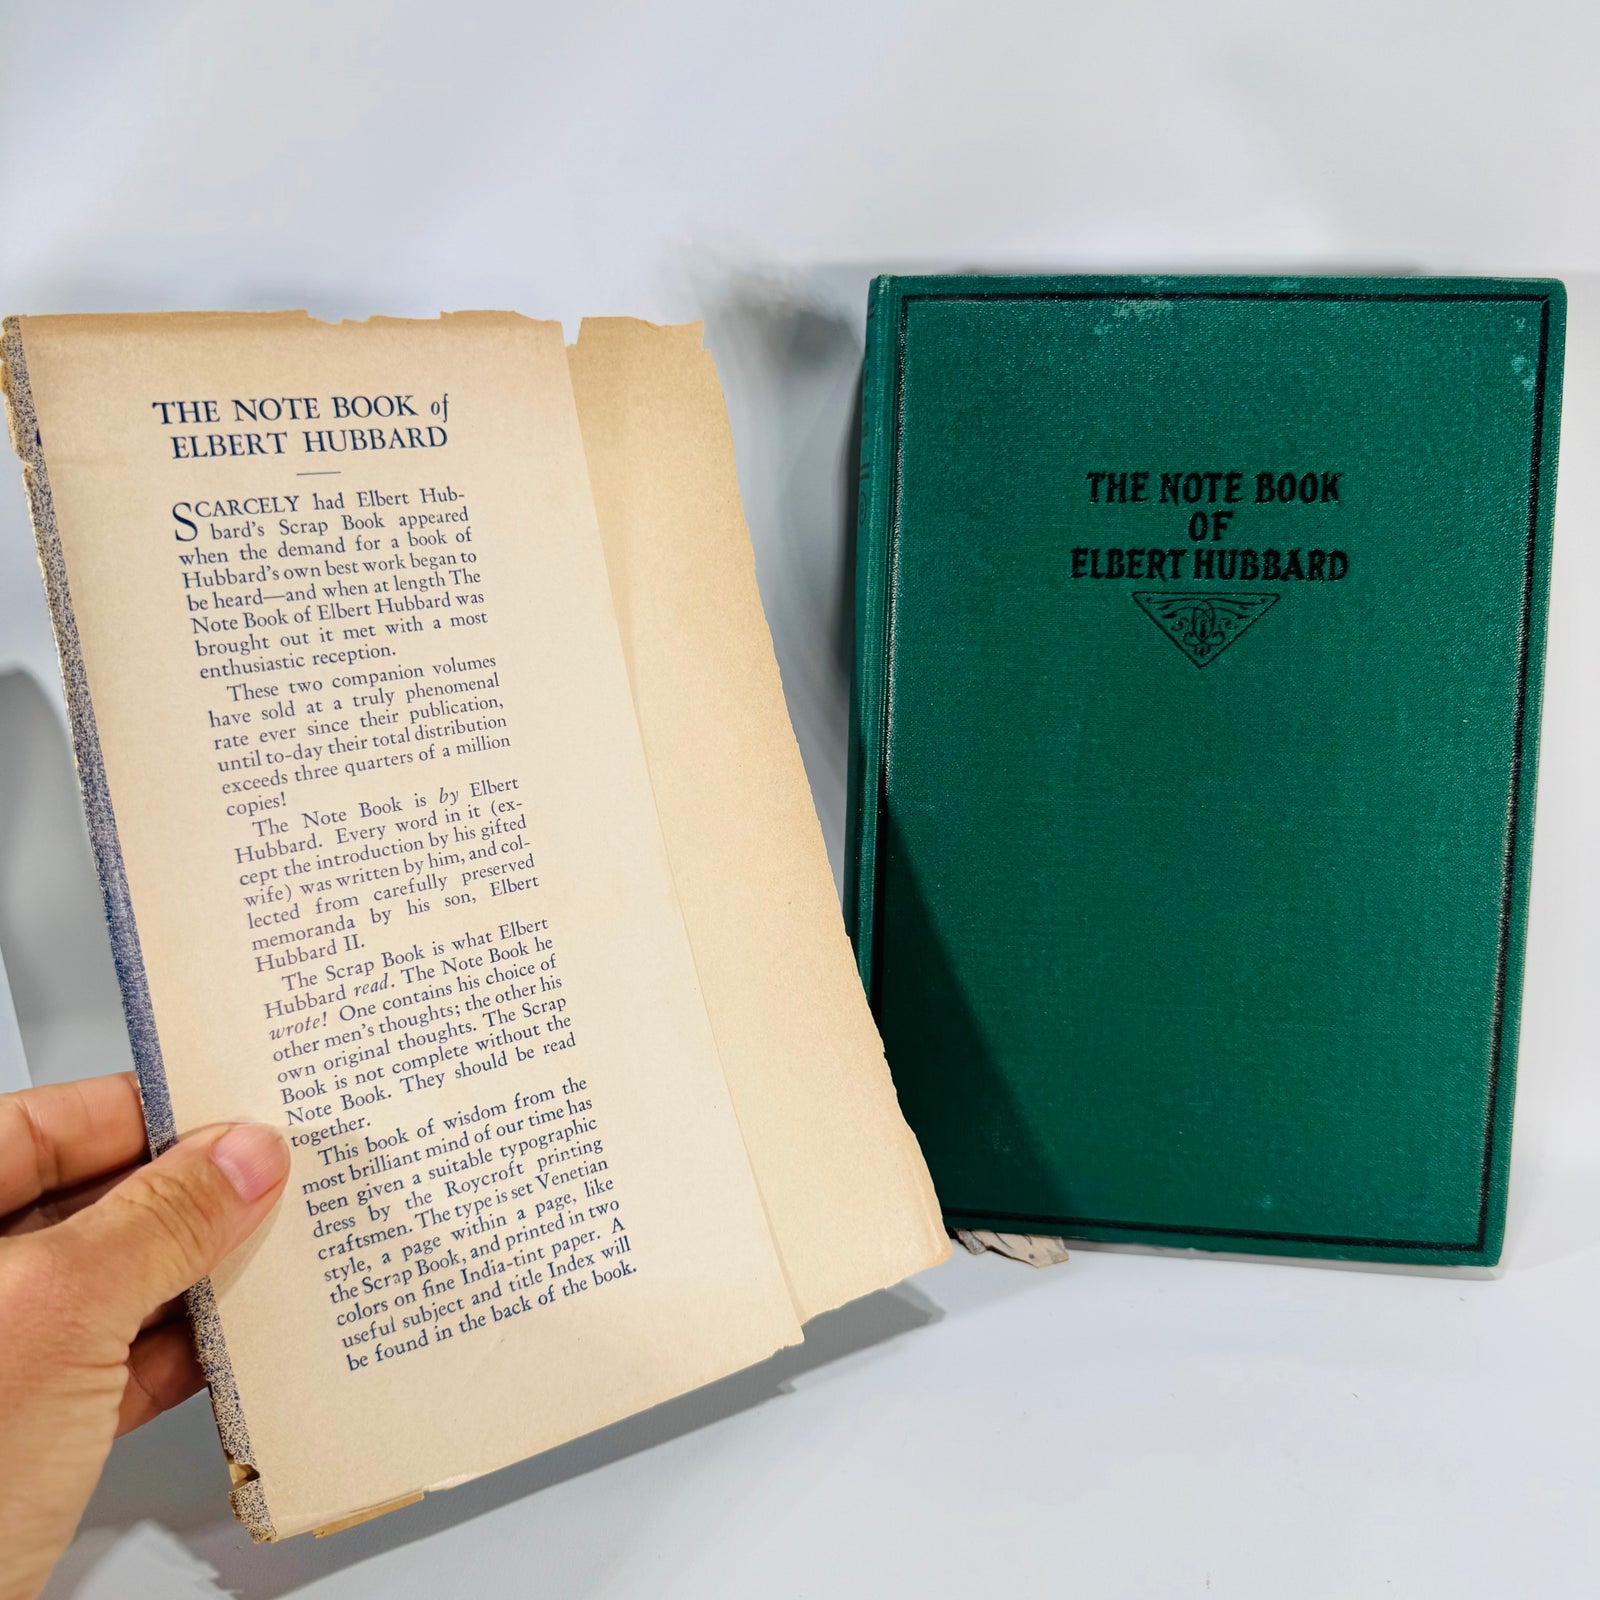 THE NOTE BOOK of
ELBERT HUBBARD
SCARCELY had Elbert Hub-
bard's Scrap Book appeared
when the demand for a book of
Hubbard's own best work began to
be heard—and when at length The
Note Book of Elbert Hubbard was
brought out it met with a most
enthusiastic reception.
These two companion volumes
have sold at a truly phenomenal
rate ever since their publication,
until to-day their total distribution
exceeds three quarters of a million
copies!
The Note Book is by Elbert
Hubbard. Every word in it (ex-
cept the introduction by his gifted
wife) was written by him, and col-
lected from carefully preserved
memoranda by his son, Elbert
Hubbard II.
The Scrap Book is what Elbert
Hubbard read. The Note Book he
wrote! One contains his choice of
other men's thoughts; the other his
own original thoughts. The Scrap
Book is not complete without the
Note Book. They should be read
together.
This book of wisdom from the
most brilliant mind of our time has
been given a suitable typographic
dress by the Roycroft printing
craftsmen. The type is set Venetian
style, a page within a page, like
the Scrap Book, and printed in two
colors on fine India-tint paper. A
useful subject and title Index will
be found in the back of the book.
THE NOTE BOOK
OF
ELBERT HUBBARD